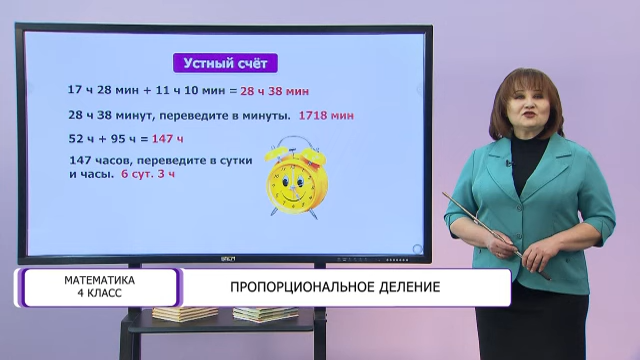 Устный счёт
17 ч 28 мин + 11 ч 10 мин = 28 ч 38 мин
28 ч 38 минут, переведите в минуты. 1718 мин
52 ч + 95 ч = 147 ч
147 часов, переведите в сутки
и часы. 6 сут. 3 ч
МАТЕМАТИКА
4 КЛАСС
ПРОПОРЦИОНАЛЬНОЕ ДЕЛЕНИЕ